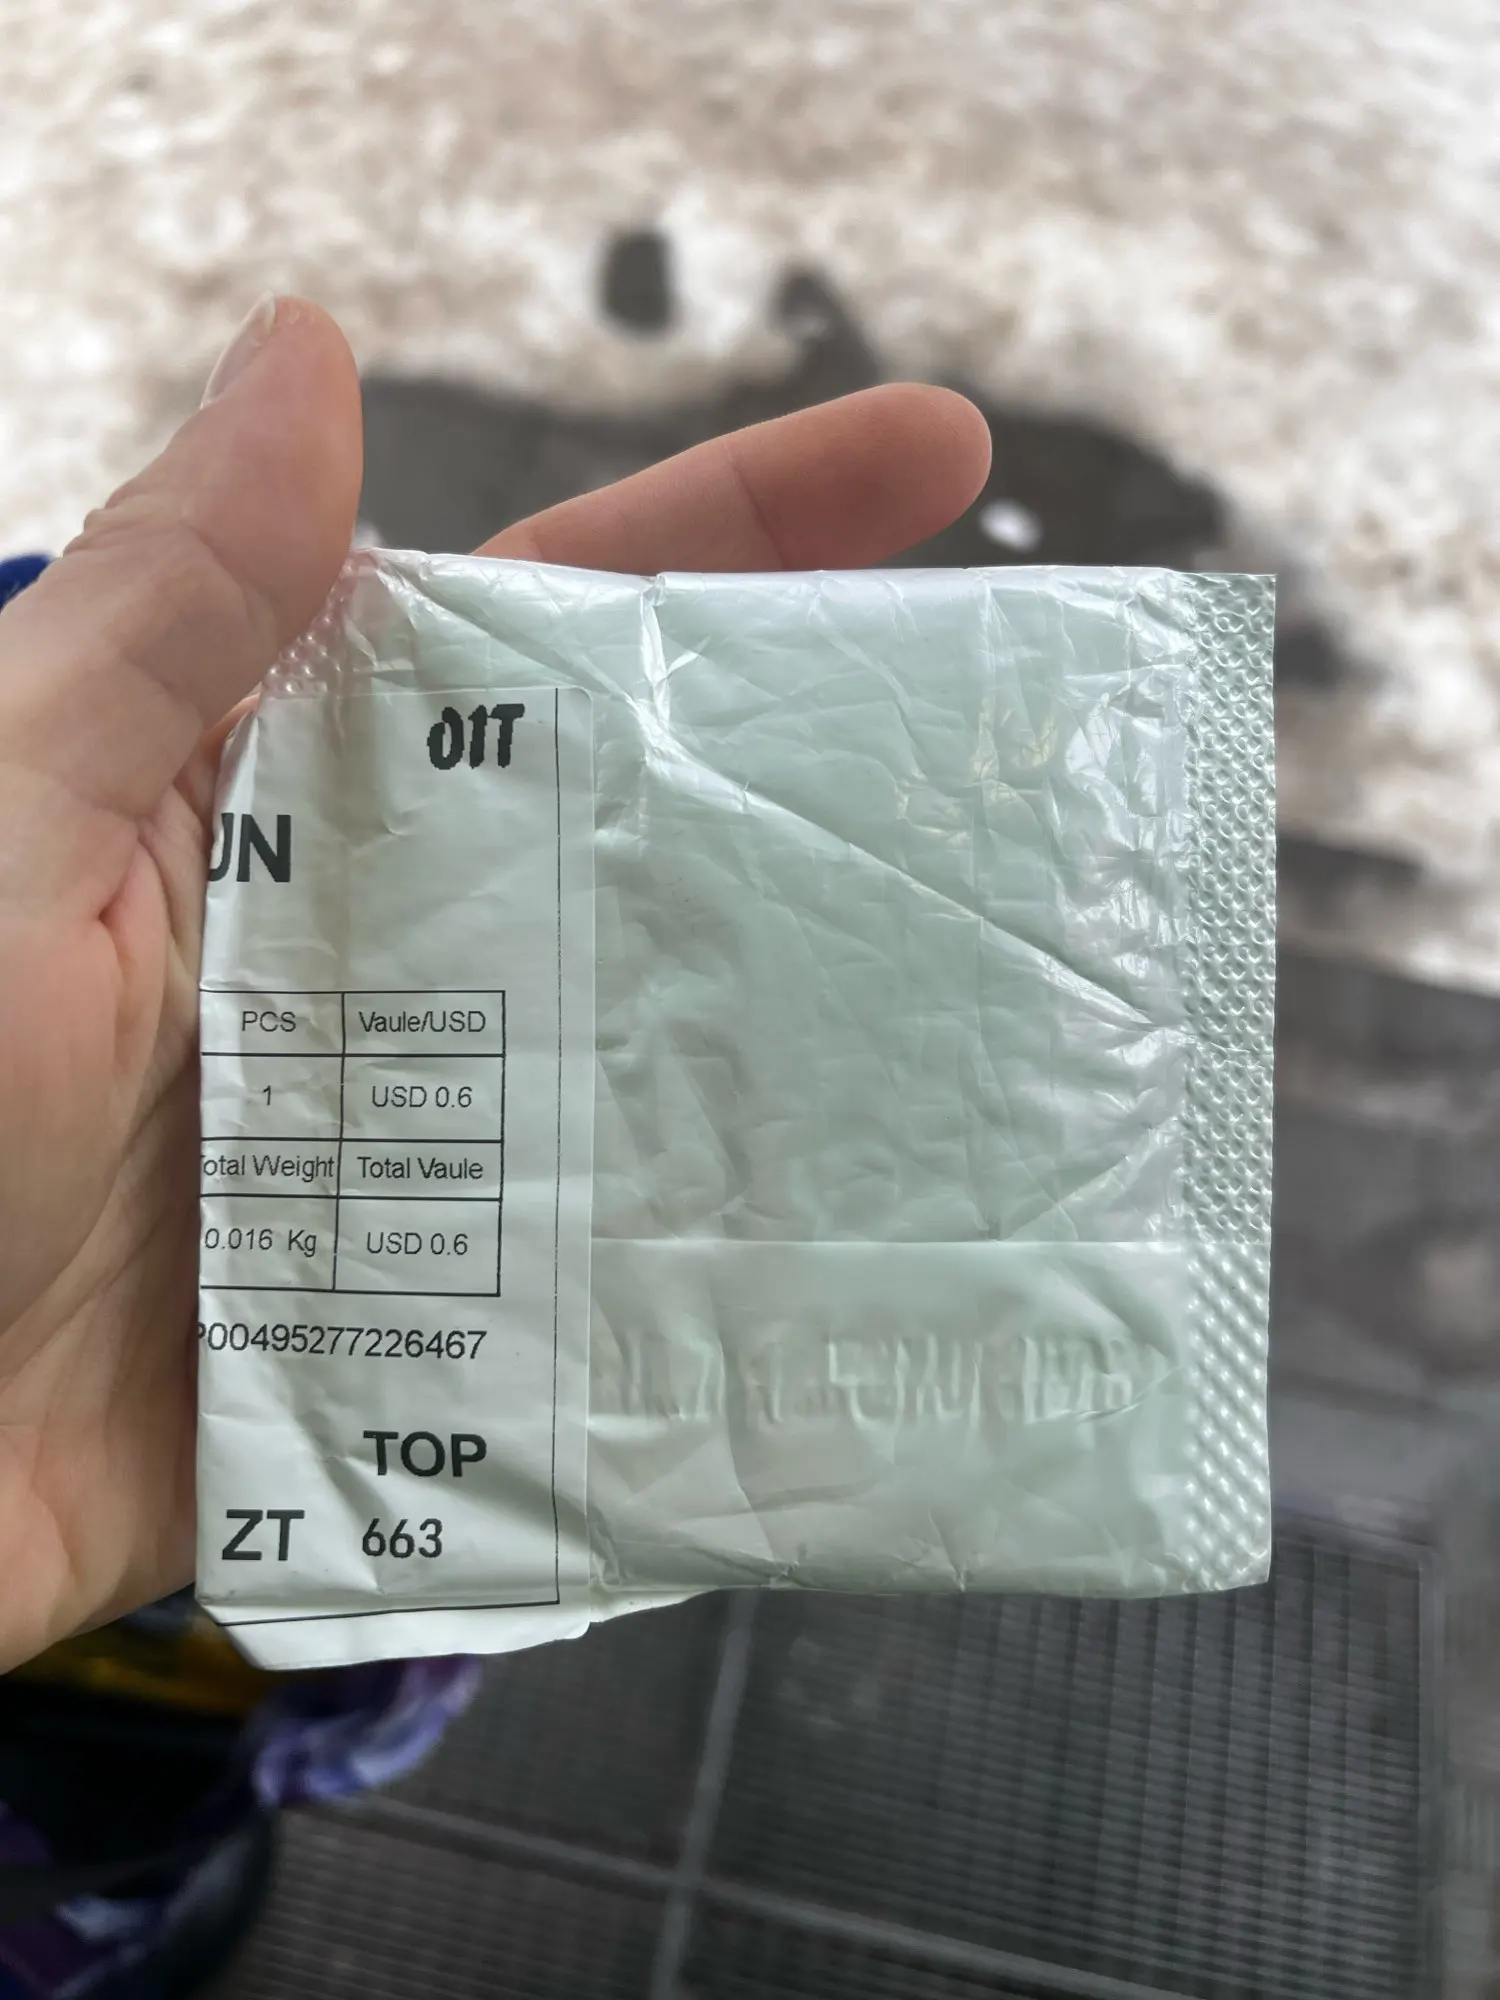 01T
UN
PCS Vaule/USD
1 USD 0.6
Total Weight Total Vaule
0.016 Kg USD 0.6
P00495277226467
TOP
ZT 663